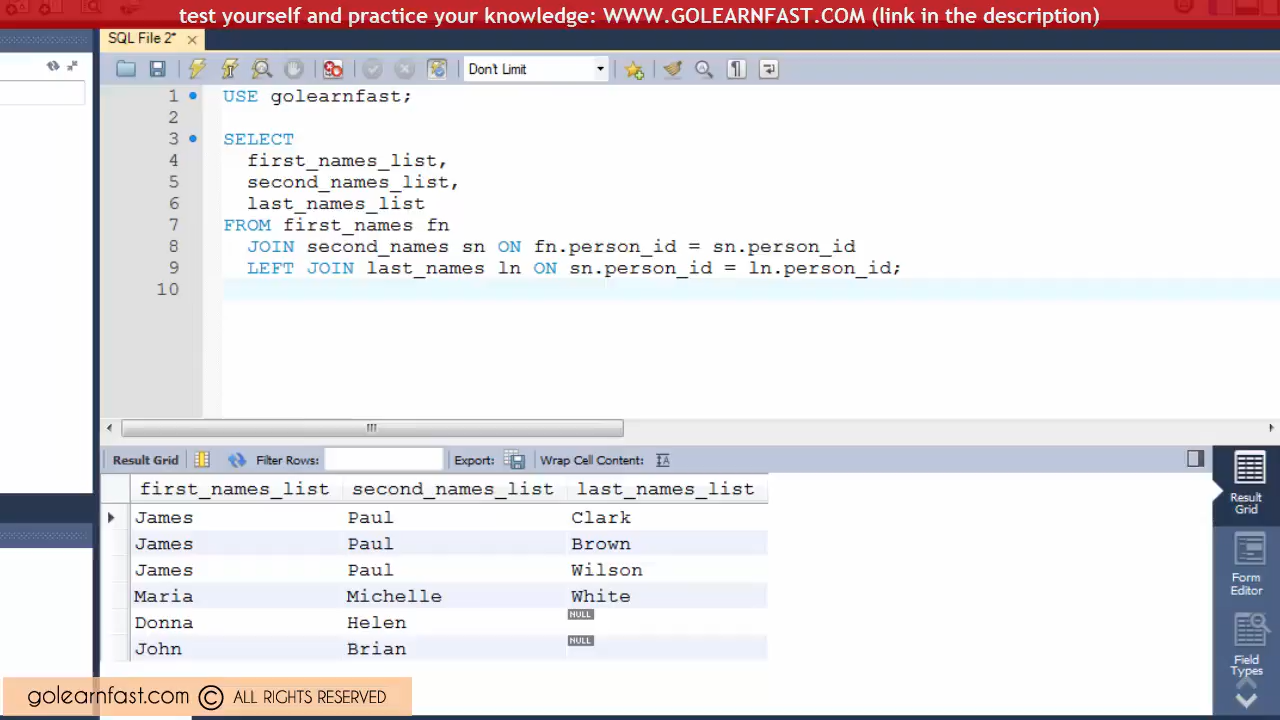 test yourself and practice your knowledge: WWW.GOLEARNFAST.COM (link in the description)
SQL File 2*
Don't Limit
1 USE golearnfast;
2
3 SELECT
4 first_names_list,
5 second_names_list,
6 last_names_list
7 FROM first_names fn
8 JOIN second_names sn ON fn.person_id = sn.person_id
9 LEFT JOIN last_names ln ON sn.person_id = ln.person_id;
10
Result Grid Filter Rows: Export: Wrap Cell Content: IA
first_names_list second_names_list last_names_list
James Paul Clark
James Paul Brown
James Paul Wilson
Maria Michelle White
Donna Helen NULL
John Brian NULL
Result
Grid
Form
Editor
Field
Types
golearnfast.com © ALL RIGHTS RESERVED